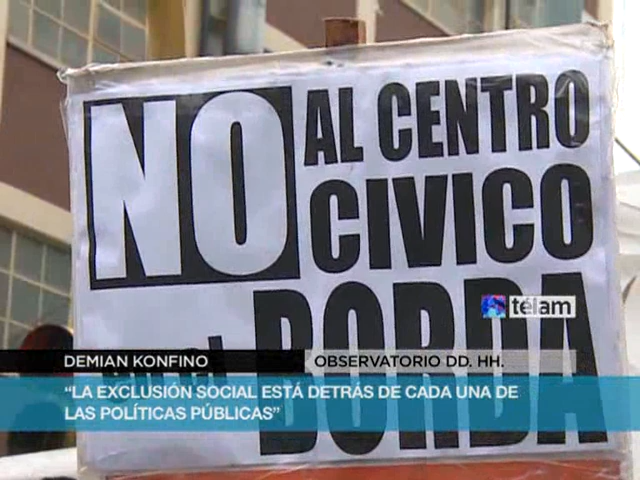 NO AL CENTRO
CIVICO
BORDA
télam
DEMIAN KONFINO
OBSERVATORIO DD. HH.
“LA EXCLUSIÓN SOCIAL ESTÁ DETRÁS DE CADA UNA DE
LAS POLÍTICAS PÚBLICAS”